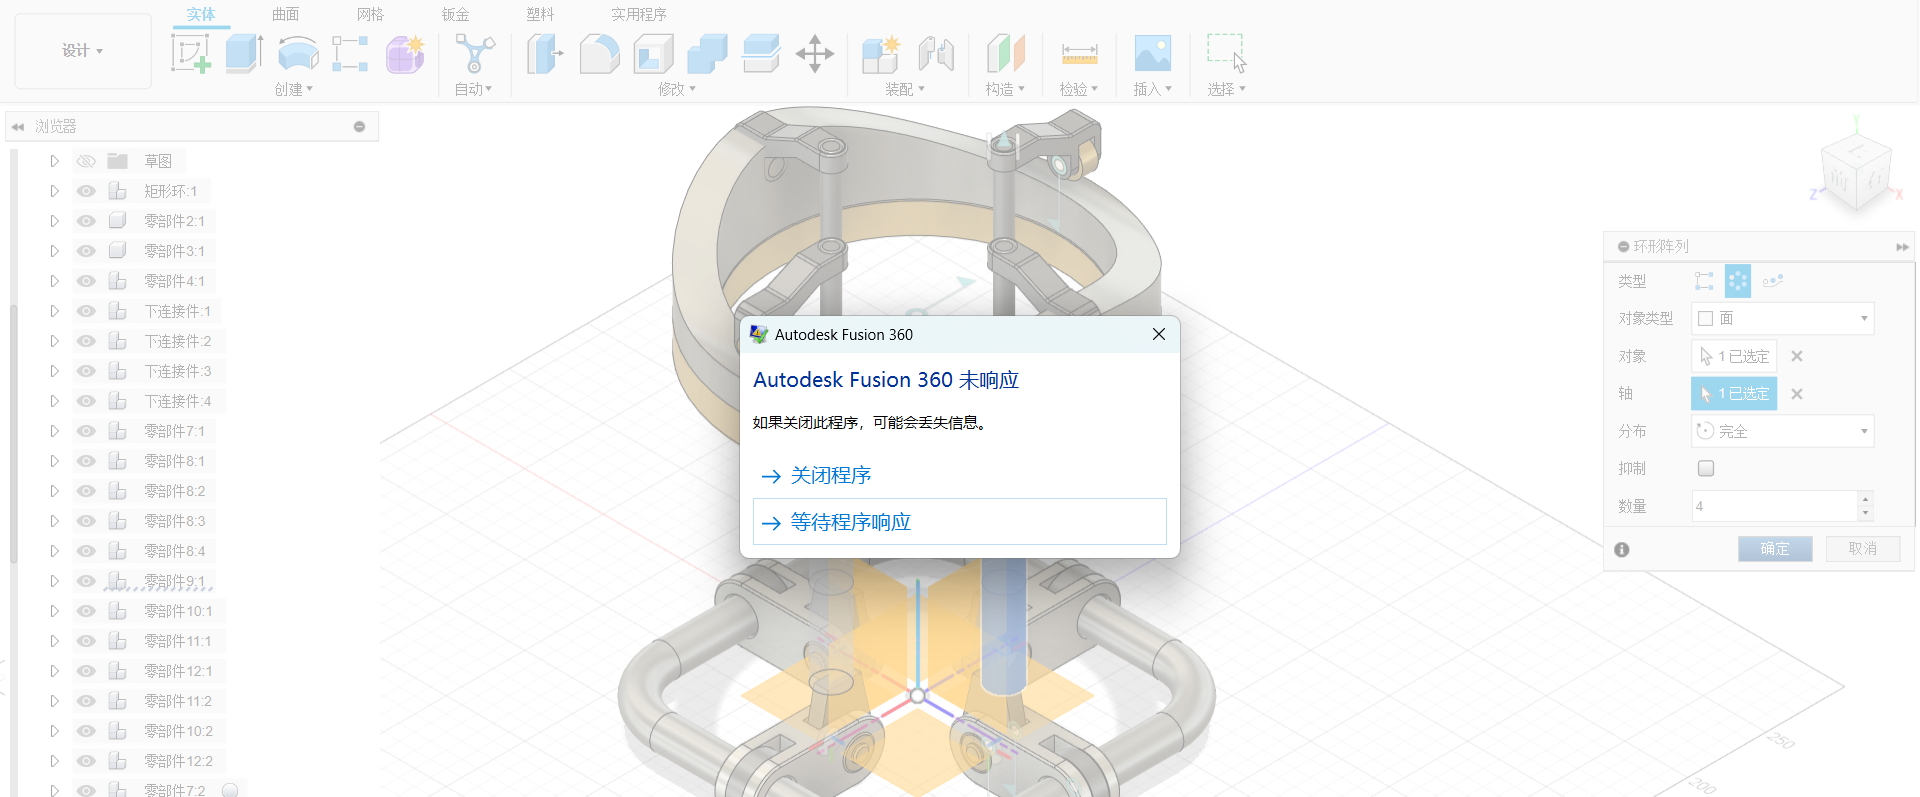 实体 曲面 网格 钣金 塑料 实用程序
设计
创建 自动 修改 装配 构造 检验 插入 选择
浏览器
草图
矩形环:1
零部件2:1
零部件3:1
零部件4:1
下连接件:1
下连接件:2
下连接件:3
下连接件:4
零部件7:1
零部件8:1
零部件8:2
零部件8:3
零部件8:4
零部件9:1
零部件10:1
零部件11:1
零部件12:1
零部件11:2
零部件10:2
零部件12:2
零部件7:2
Autodesk Fusion 360
Autodesk Fusion 360 未响应
如果关闭此程序，可能会丢失信息。
关闭程序
等待程序响应
Y
上
前
Z
X
环形阵列
类型
对象类型 面
对象 1 已选定
轴 1 已选定
分布 完全
抑制
数量 4
确定 取消
250
200